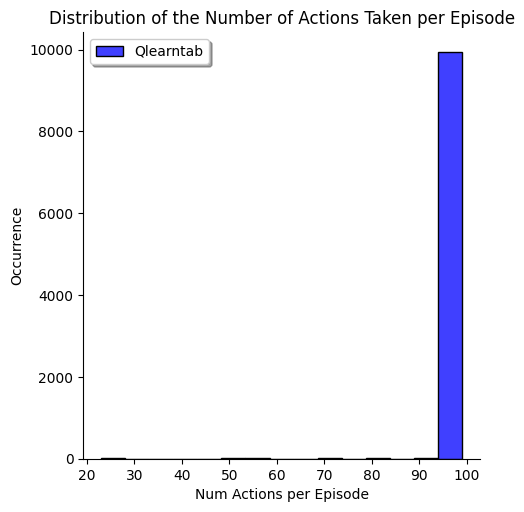 Distribution of the Number of Actions Taken per Episode
Qlearntab
10000
8000
6000
4000
2000
0
Occurrence
20 30 40 50 60 70 80 90 100
Num Actions per Episode